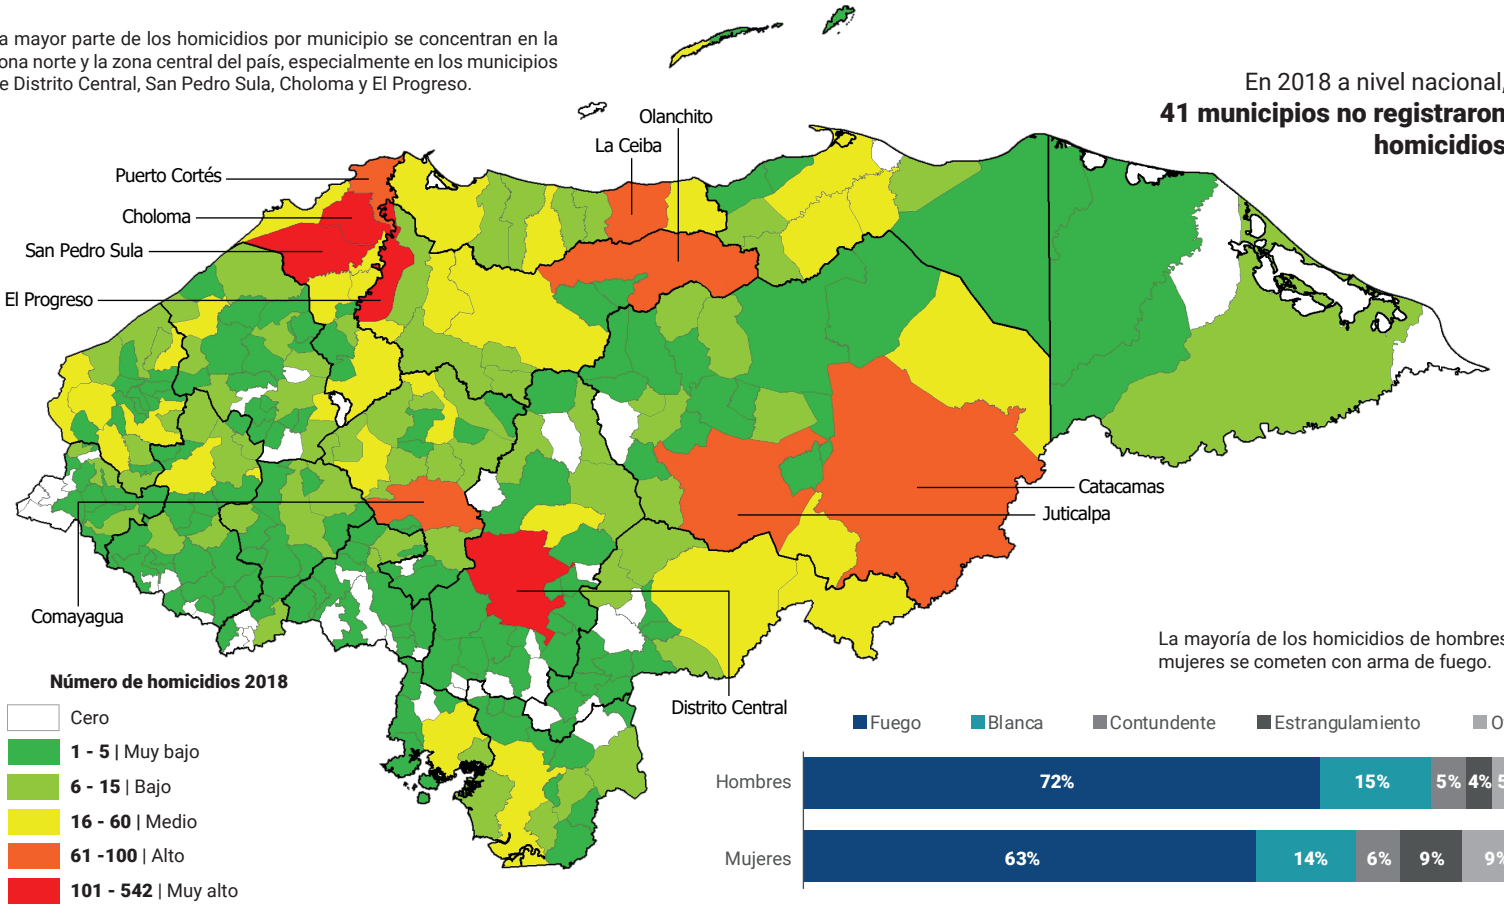 a mayor parte de los homicidios por municipio se concentran en la
ona norte y la zona central del país, especialmente en los municipios
e Distrito Central, San Pedro Sula, Choloma y El Progreso.
En 2018 a nivel nacional,
41 municipios no registraron
homicidios
Olanchito
La Ceiba
Puerto Cortés
Choloma
San Pedro Sula
El Progreso
Catacamas
Juticalpa
Comayagua
Distrito Central
Número de homicidios 2018
Cero
1 - 5 | Muy bajo
6 - 15 | Bajo
16 - 60 | Medio
61 -100 | Alto
101 - 542 | Muy alto
La mayoría de los homicidios de hombres
mujeres se cometen con arma de fuego.
Fuego Blanca Contundente Estrangulamiento O
Hombres 72% 15% 5% 4% 5
Mujeres 63% 14% 6% 9% 9%